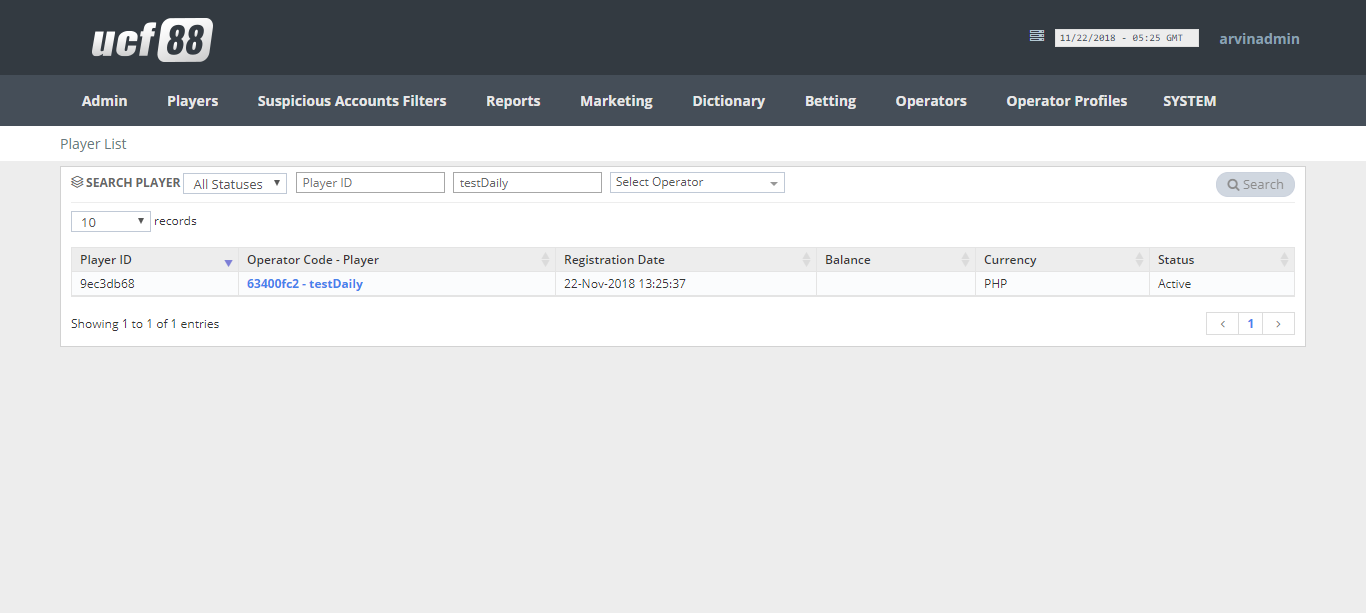 ucf 88
11/22/2018 - 05:25 GMT
arvinadmin
Admin Players Suspicious Accounts Filters Reports Marketing Dictionary Betting Operators Operator Profiles SYSTEM
Player List
SEARCH PLAYER All Statuses Player ID testDaily Select Operator Search
10 records
Player ID Operator Code - Player Registration Date Balance Currency Status
9ec3db68 63400fc2 - testDaily 22-Nov-2018 13:25:37 PHP Active
Showing 1 to 1 of 1 entries ‹ 1 ›